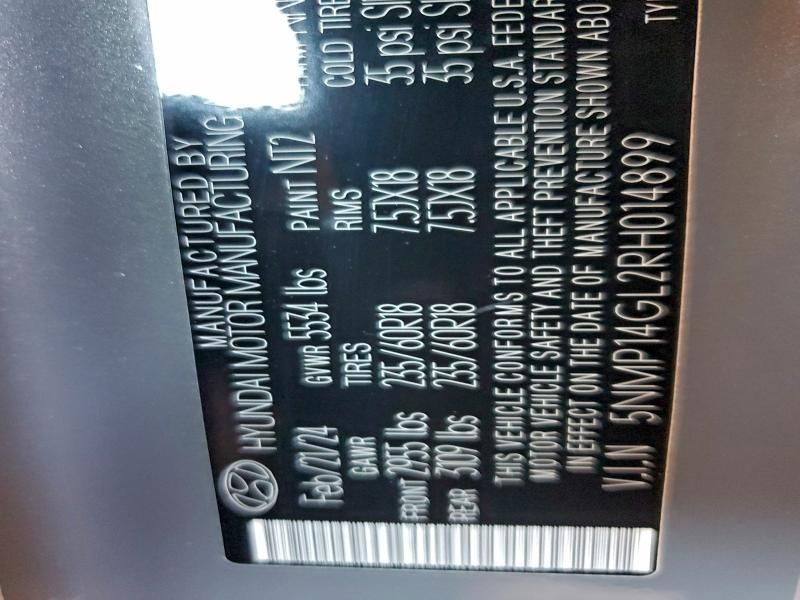 MANUFACTURED BY
HYUNDAI MOTOR MANUFACTURING
GVWR 5534 lbs PAINT NT2
GAWR TIRES RIMS COLD TIRE
FRONT 2955 lbs 235/60R18 7.5JX18 35 psi
REAR 3109 lbs 235/60R18 7.5JX18 35 psi
THIS VEHICLE CONFORMS TO ALL APPLICABLE U.S.A. FEDE
MOTOR VEHICLE SAFETY AND THEFT PREVENTION STANDAR
IN EFFECT ON THE DATE OF MANUFACTURE SHOWN ABO
V.I.N 5NMP14GL2RH014899 TY